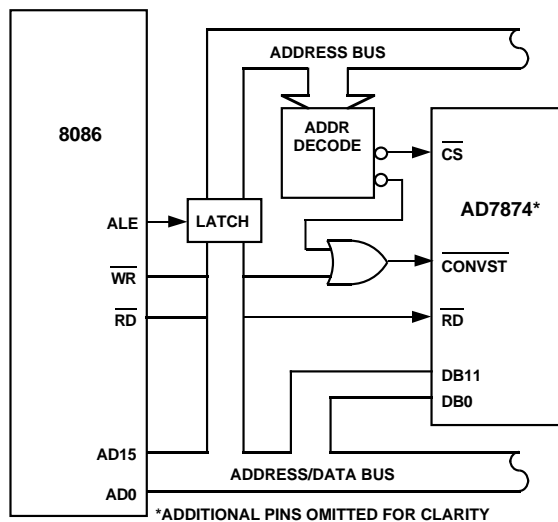 ADDRESS BUS
8086
ADDR
DECODE
CS
AD7874*
ALE
LATCH
CONVST
WR
RD
RD
DB11
DB0
AD15
ADDRESS/DATA BUS
AD0
*ADDITIONAL PINS OMITTED FOR CLARITY